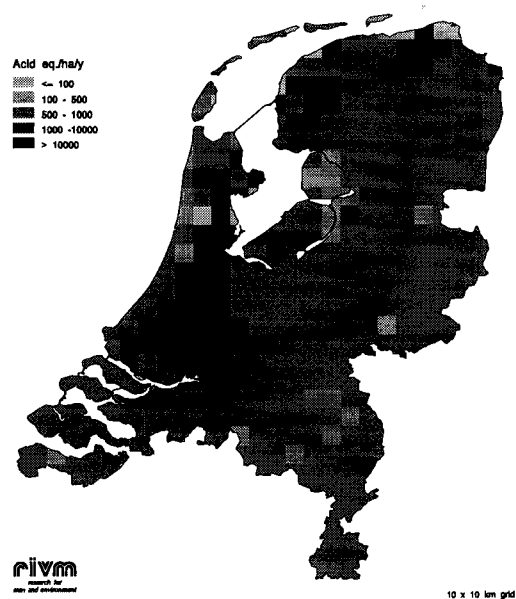 Acid eq./ha/y
<= 100
100 - 500
500 - 1000
1000 -10000
> 10000
rivm
research for
man and environment
10 x 10 km grid